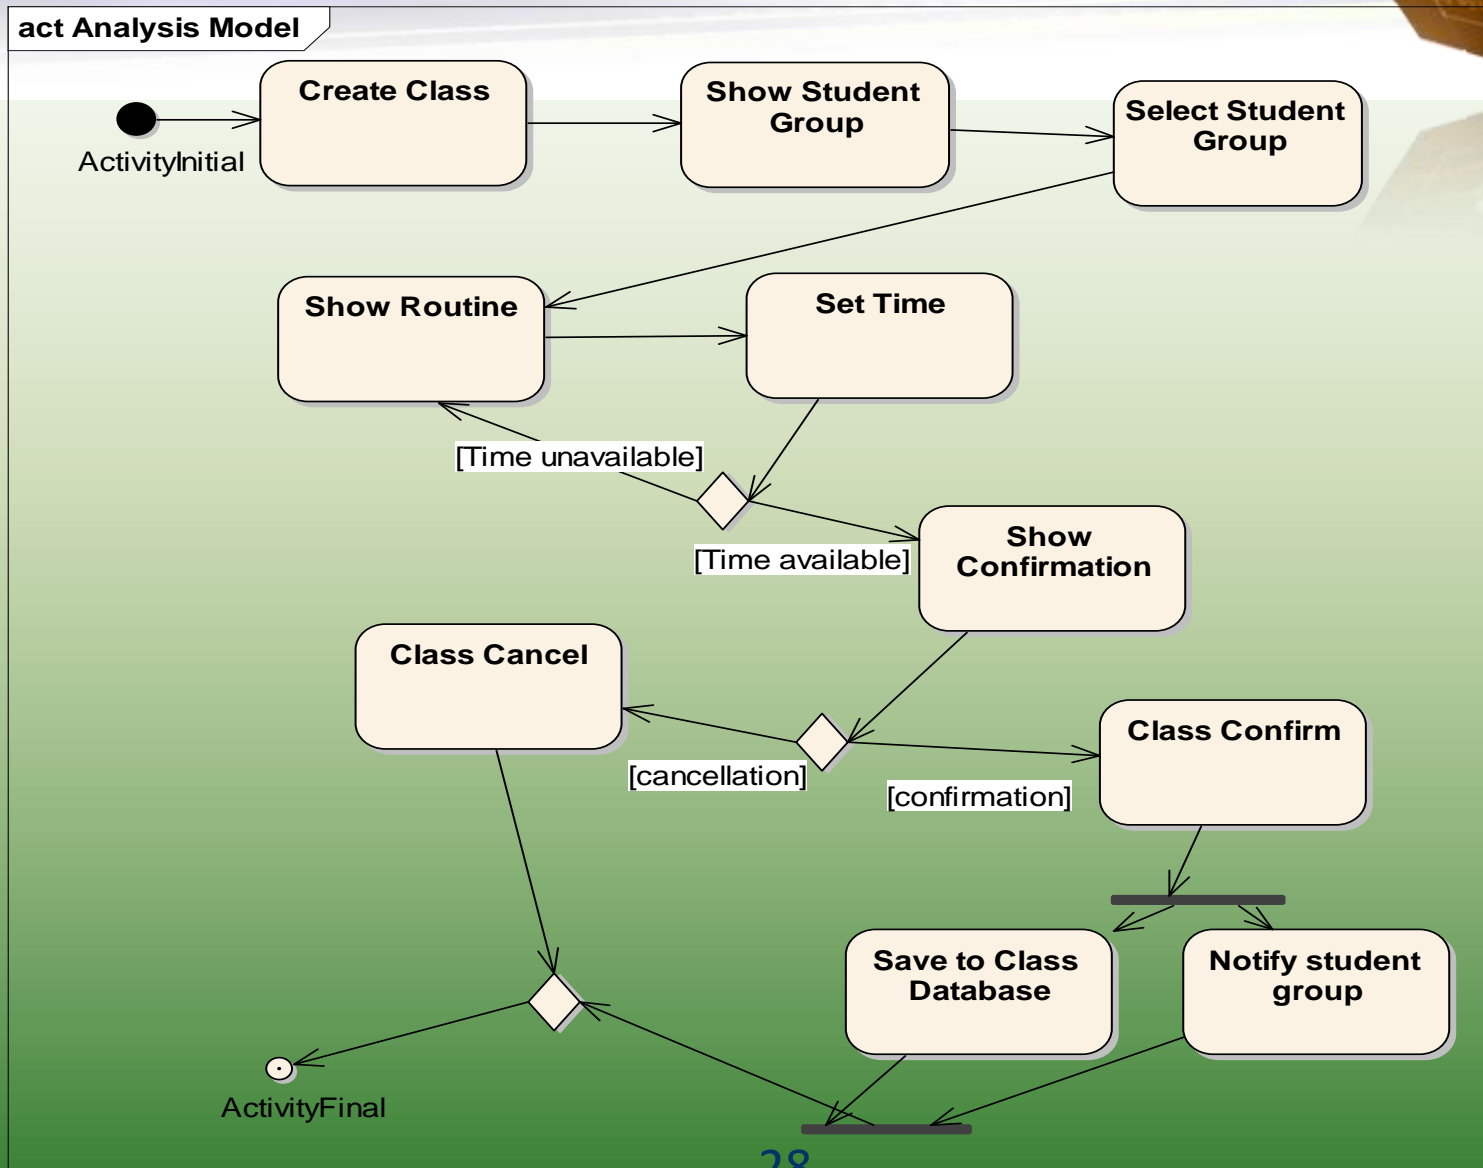 act Analysis Model
Create Class
Show Student
Group
Select Student
Group
ActivityInitial
Show Routine
Set Time
[Time unavailable]
[Time available]
Show
Confirmation
Class Cancel
[cancellation]
[confirmation]
Class Confirm
Save to Class
Database
Notify student
group
ActivityFinal
28